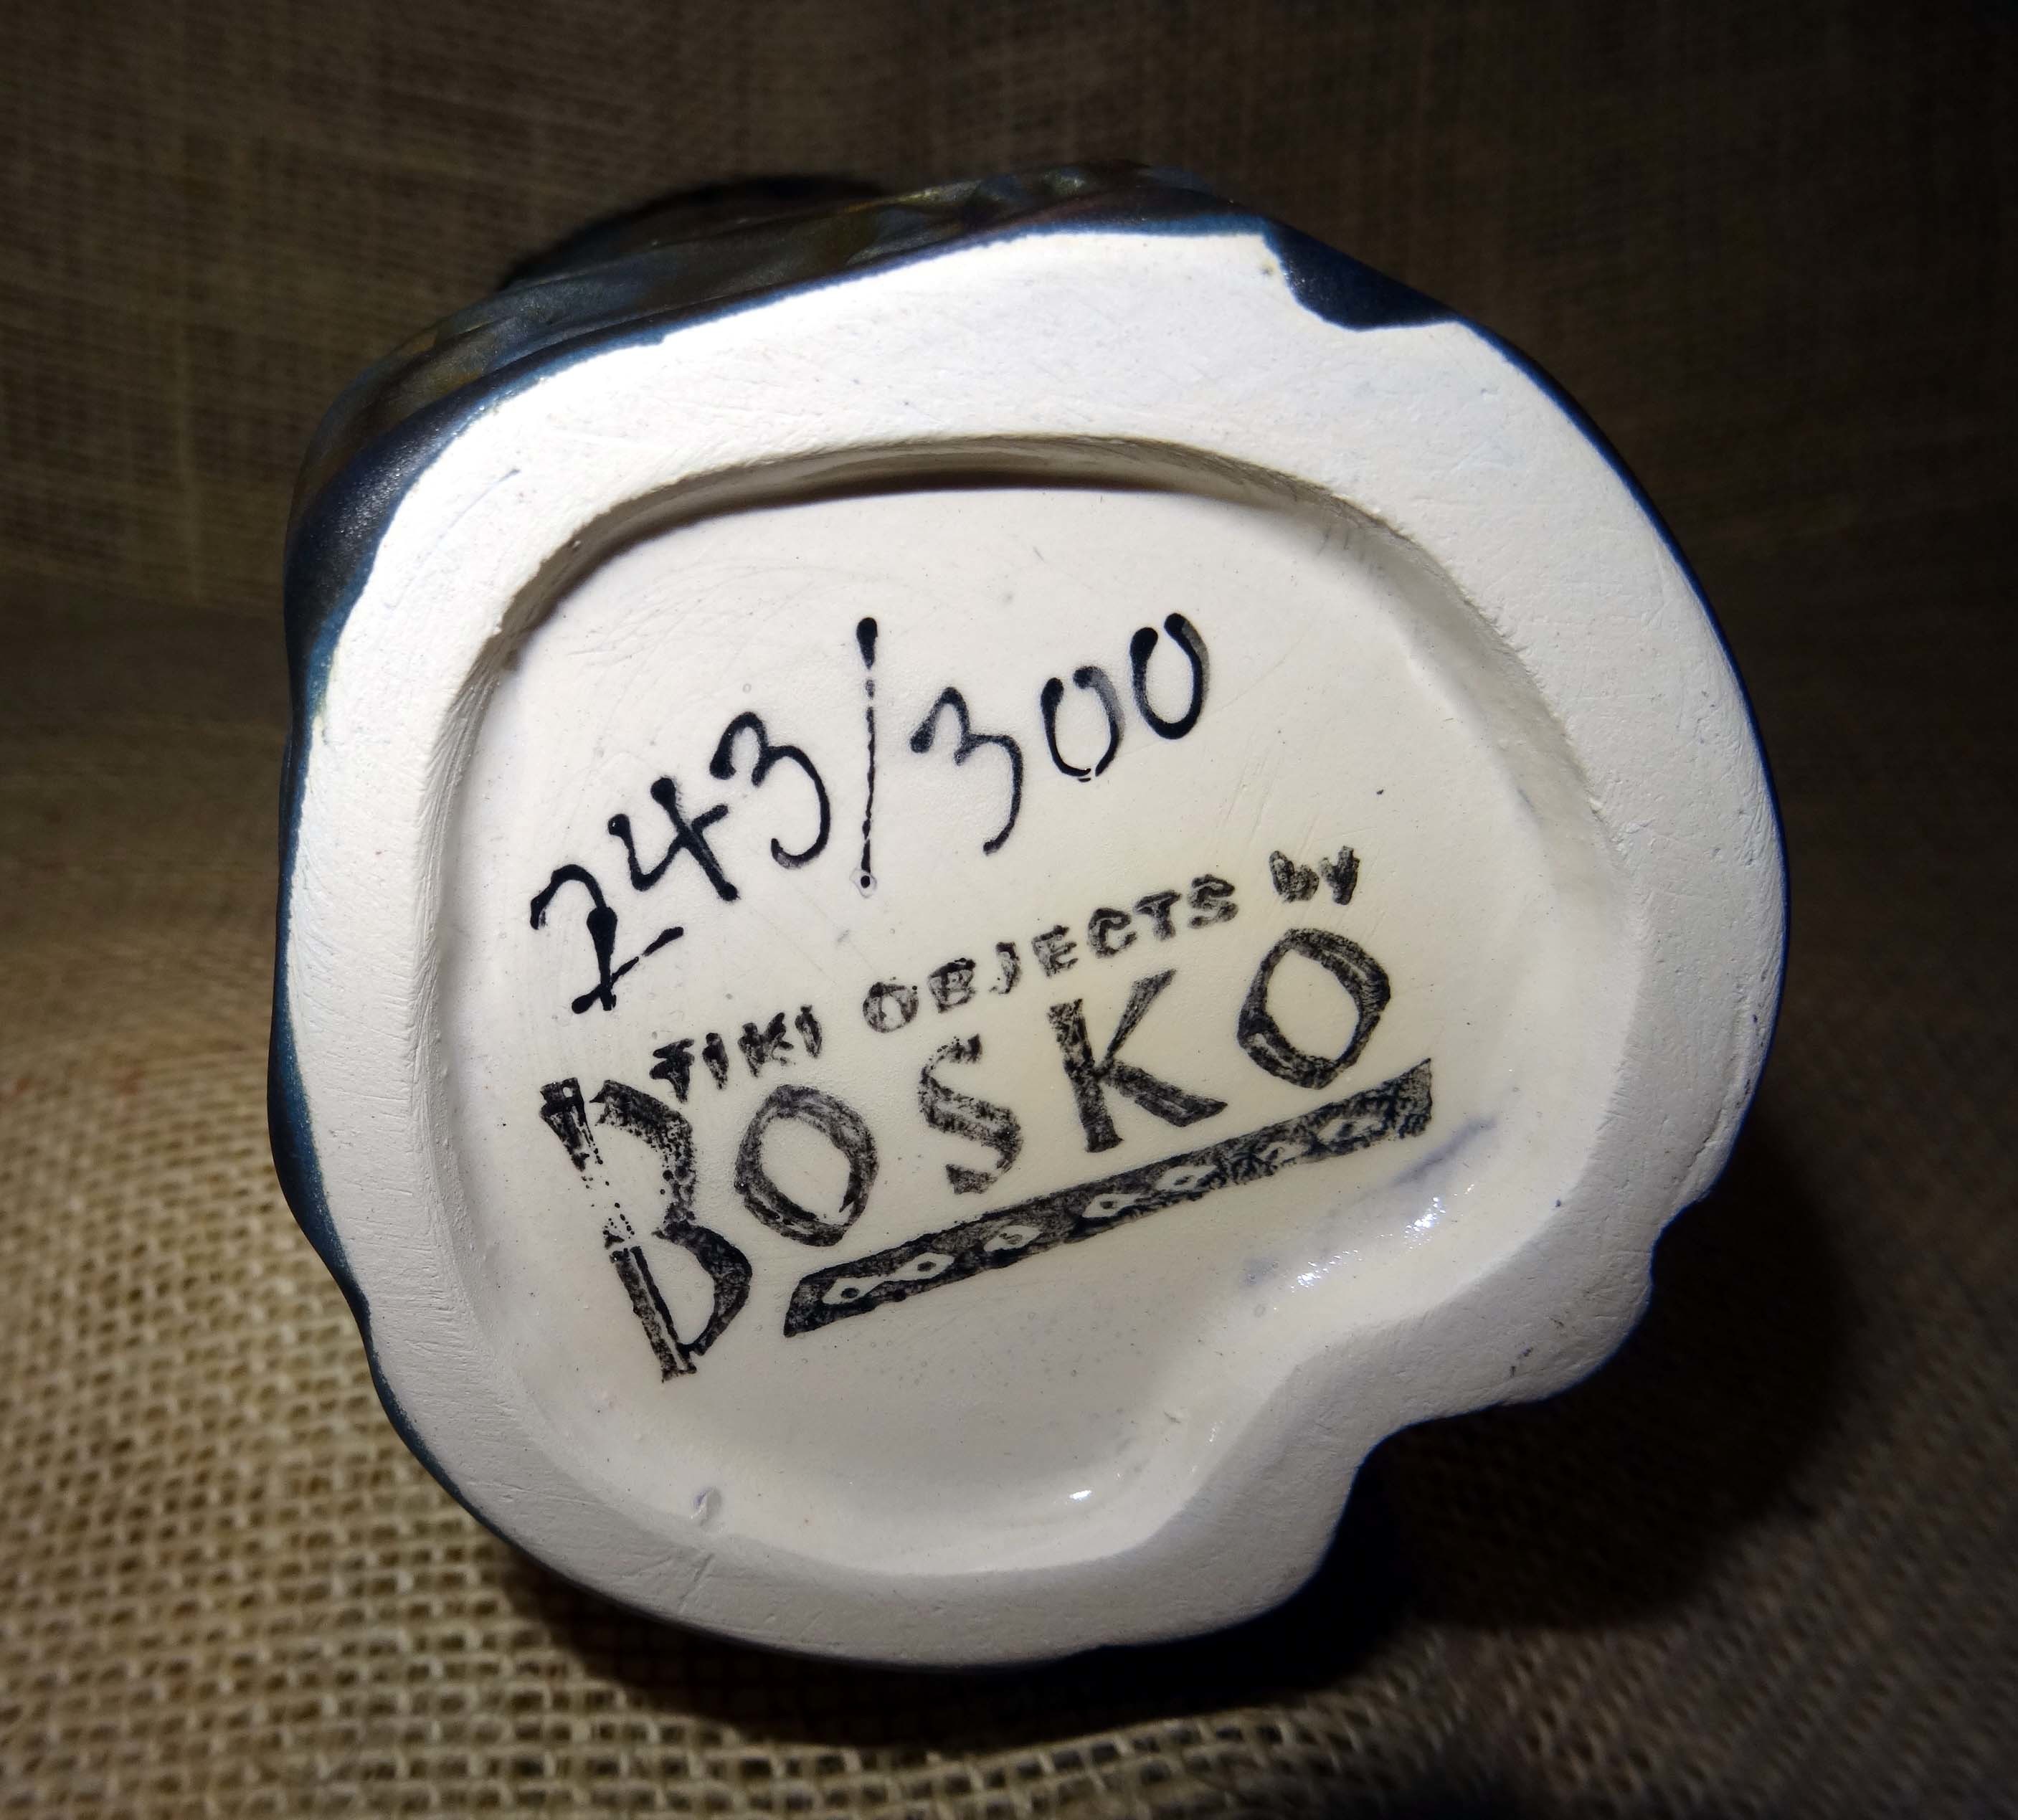 243/300
TIKI OBJECTS by
BOSKO